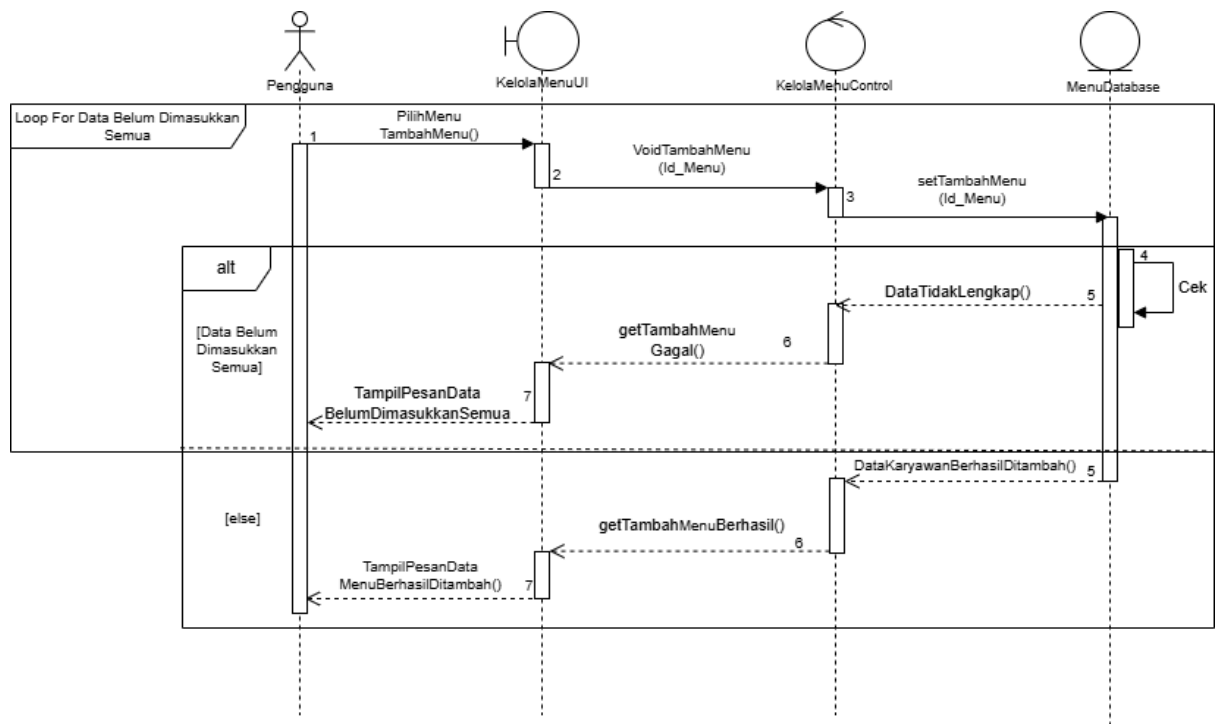 Pengguna
KelolaMenuUI
KelolaMenuControl
MenuDatabase
Loop For Data Belum Dimasukkan
Semua
1
PilihMenu
TambahMenu()
2
VoidTambahMenu
(Id_Menu)
3
setTambahMenu
(Id_Menu)
alt
4
Cek
[Data Belum
Dimasukkan
Semua]
DataTidakLengkap()
5
getTambahMenu
Gagal()
6
TampilPesanData
BelumDimasukkanSemua
7
DataKaryawanBerhasilDitambah()
5
[else]
getTambahMenuBerhasil()
6
TampilPesanData
MenuBerhasilDitambah()
7